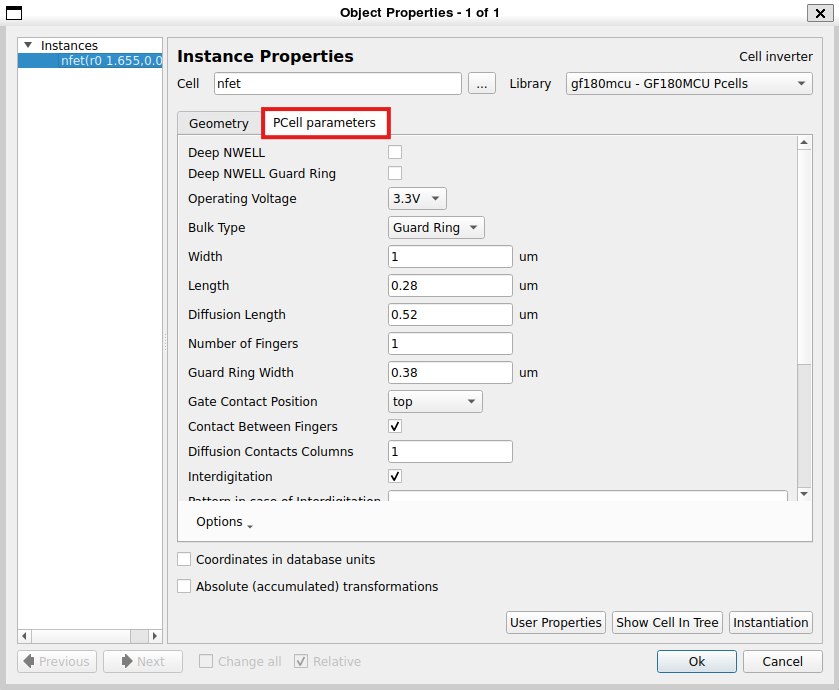 Object Properties - 1 of 1
Instances
nfet(r0 1.655,0.0
Instance Properties
Cell inverter
Cell nfet ... Library gf180mcu - GF180MCU Pcells
Geometry PCell parameters
Deep NWELL
Deep NWELL Guard Ring
Operating Voltage 3.3V
Bulk Type Guard Ring
Width 1 um
Length 0.28 um
Diffusion Length 0.52 um
Number of Fingers 1
Guard Ring Width 0.38 um
Gate Contact Position top
Contact Between Fingers
Diffusion Contacts Columns 1
Interdigitation
Pattern in case of Interdigitation
Options
Coordinates in database units
Absolute (accumulated) transformations
User Properties Show Cell In Tree Instantiation
Previous Next Change all Relative Ok Cancel